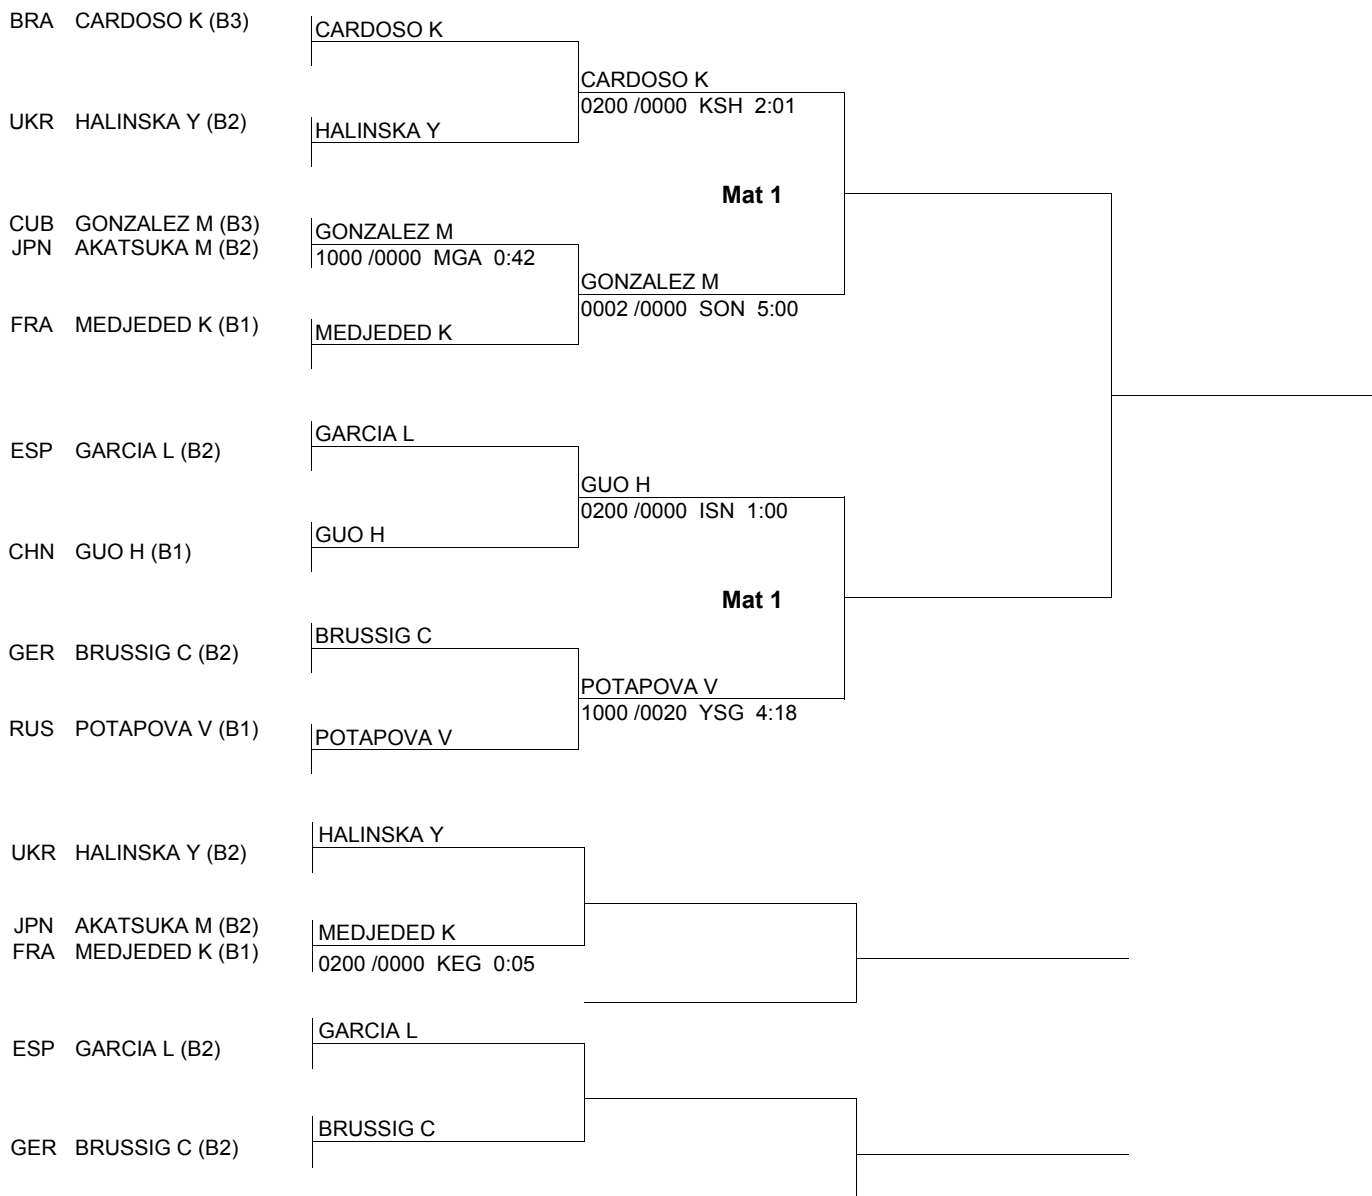 BRA CARDOSO K (B3)
CARDOSO K
CARDOSO K
0200 /0000 KSH 2:01
UKR HALINSKA Y (B2)
HALINSKA Y
Mat 1
CUB GONZALEZ M (B3)
JPN AKATSUKA M (B2)
GONZALEZ M
1000 /0000 MGA 0:42
GONZALEZ M
0002 /0000 SON 5:00
FRA MEDJEDED K (B1)
MEDJEDED K
ESP GARCIA L (B2)
GARCIA L
GUO H
0200 /0000 ISN 1:00
CHN GUO H (B1)
GUO H
Mat 1
GER BRUSSIG C (B2)
BRUSSIG C
POTAPOVA V
1000 /0020 YSG 4:18
RUS POTAPOVA V (B1)
POTAPOVA V
UKR HALINSKA Y (B2)
HALINSKA Y
JPN AKATSUKA M (B2)
FRA MEDJEDED K (B1)
MEDJEDED K
0200 /0000 KEG 0:05
ESP GARCIA L (B2)
GARCIA L
GER BRUSSIG C (B2)
BRUSSIG C